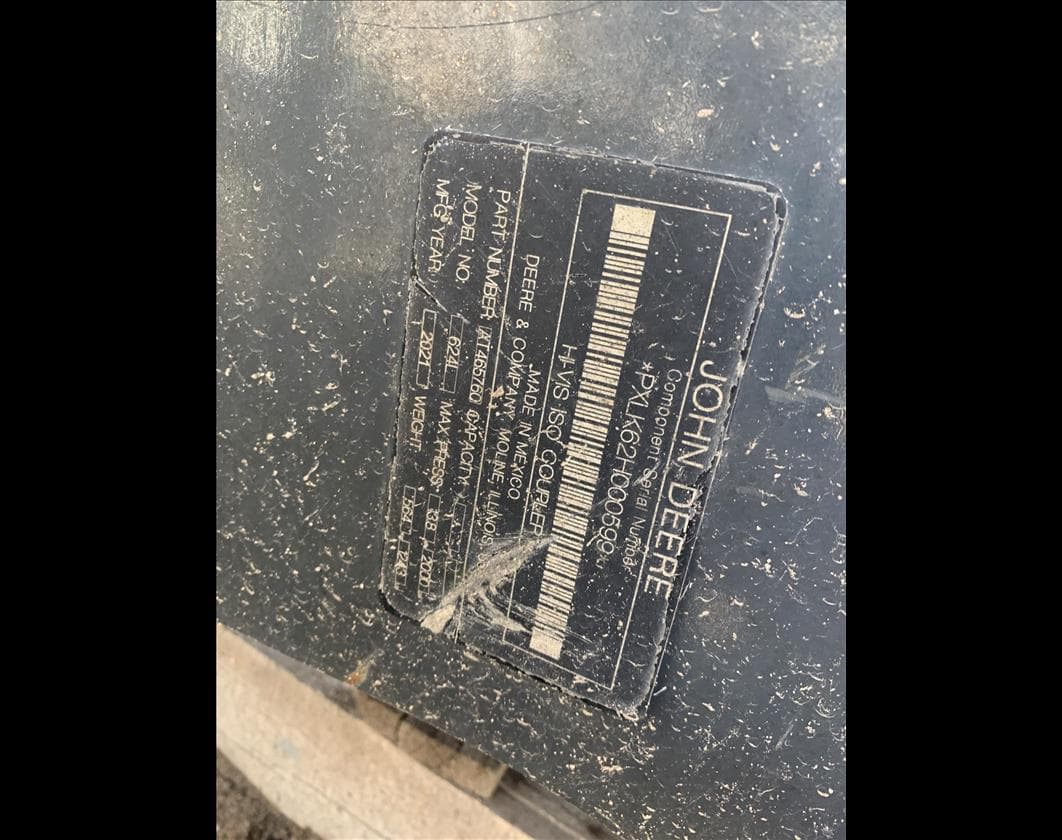 JOHN DEERE
Component Serial Number
*PXLK62H000599*
HI-VIS ISO COUPLER
MADE IN MEXICO
DEERE & COMPANY MOLINE, ILLINOIS
PART NUMBER AT465760 CAPACITY
MODEL NO. 624L MAX PRESS
MFG YEAR 2021 WEIGHT